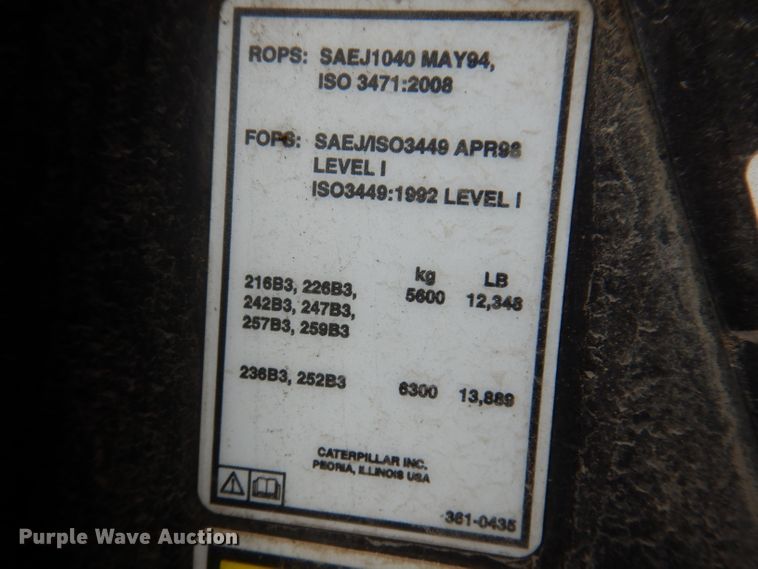 ROPS: SAEJ1040 MAY94,
ISO 3471:2008
FOPS: SAEJ/ISO3449 APR98
LEVEL I
ISO3449:1992 LEVEL I
kg LB
216B3, 226B3, 5600 12,348
242B3, 247B3,
257B3, 259B3
236B3, 252B3 6300 13,889
CATERPILLAR INC.
PEORIA, ILLINOIS USA
361-0435
Purple Wave Auction